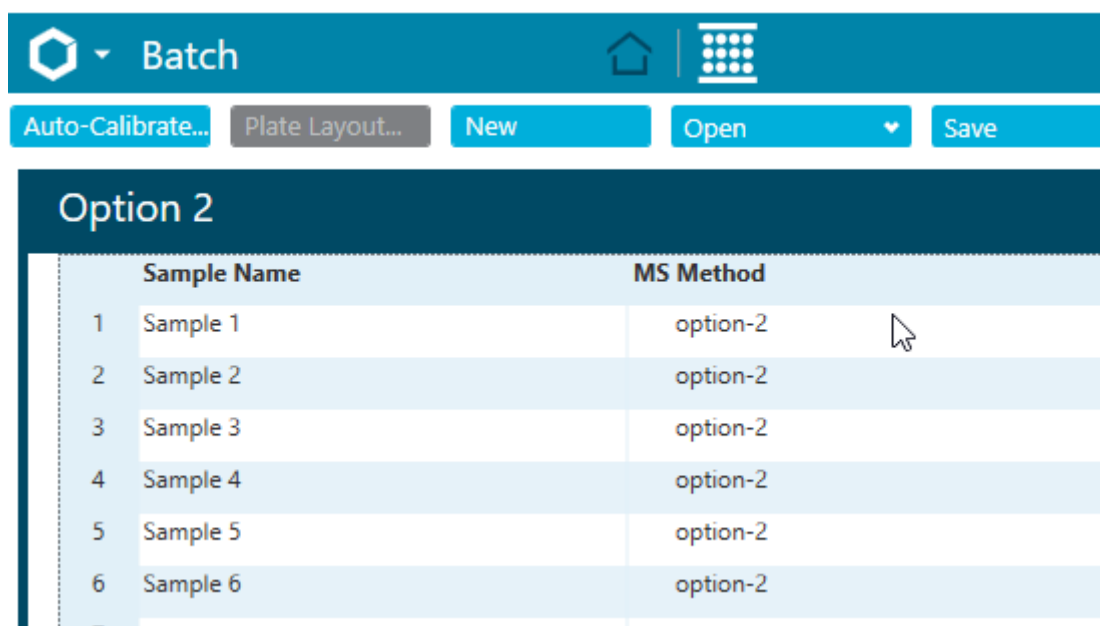 Batch
Auto-Calibrate... Plate Layout... New Open Save
Option 2
Sample Name MS Method
1 Sample 1 option-2
2 Sample 2 option-2
3 Sample 3 option-2
4 Sample 4 option-2
5 Sample 5 option-2
6 Sample 6 option-2